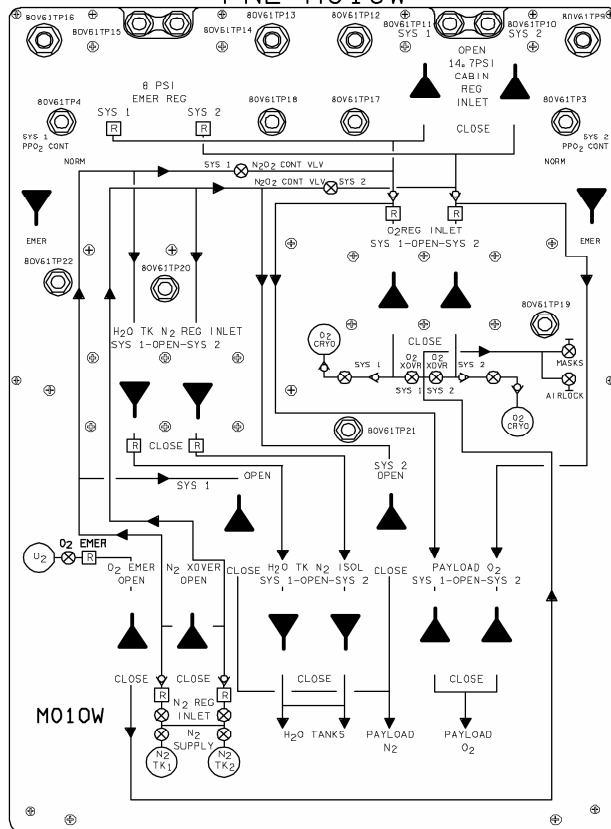 PNL MO10W
80V61TP16
80V61TP15
80V61TP13
80V61TP14
80V61TP12
80V61TP11
SYS 1
80V61TP10
SYS 2
80V61TP9
OPEN
14.7PSI
CABIN
REG
INLET
CLOSE
8 PSI
EMER REG
SYS 1 SYS 2
R R
80V61TP4
80V61TP18
80V61TP17
80V61TP3
SYS 1
PPO2 CONT
NORM
EMER
SYS 2
PPO2 CONT
NORM
EMER
SYS 1 N2O2 CONT VLV
N2O2 CONT VLV SYS 2
R R
O2REG INLET
SYS 1-OPEN-SYS 2
80V61TP22
80V61TP20
80V61TP19
H2O TK N2 REG INLET
SYS 1-OPEN-SYS 2
CLOSE
O2
CRYO
SYS 1
O2
XOVR
O2
XOVR
SYS 1 SYS 2
SYS 2
MASKS
AIRLOCK
O2
CRYO
80V61TP21
R CLOSE R
SYS 1
OPEN
SYS 2
OPEN
O2 EMER
R
O2 EMER
OPEN
N2 XOVER
OPEN
CLOSE
H2O TK N2 ISOL
SYS 1-OPEN-SYS 2
CLOSE
PAYLOAD O2
SYS 1-OPEN-SYS 2
CLOSE
CLOSE
CLOSE
CLOSE
R R
N2 REG
INLET
N2
SUPPLY
N2
TK1
N2
TK2
MO10W
H2O TANKS
PAYLOAD
N2
PAYLOAD
O2